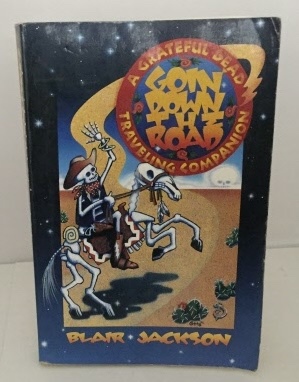 A GRATEFUL DEAD
GOIN'
DOWN
THE
ROAD
TRAVELING COMPANION
BLAIR JACKSON